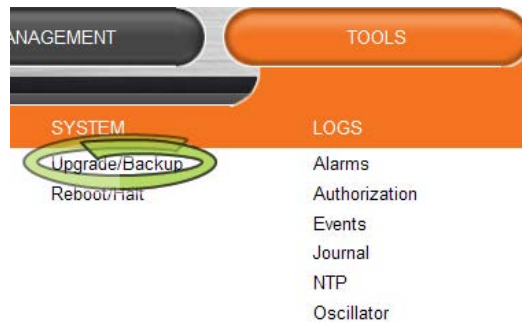 ANAGEMENT
TOOLS
SYSTEM
Upgrade/Backup
Reboot/Halt
LOGS
Alarms
Authorization
Events
Journal
NTP
Oscillator